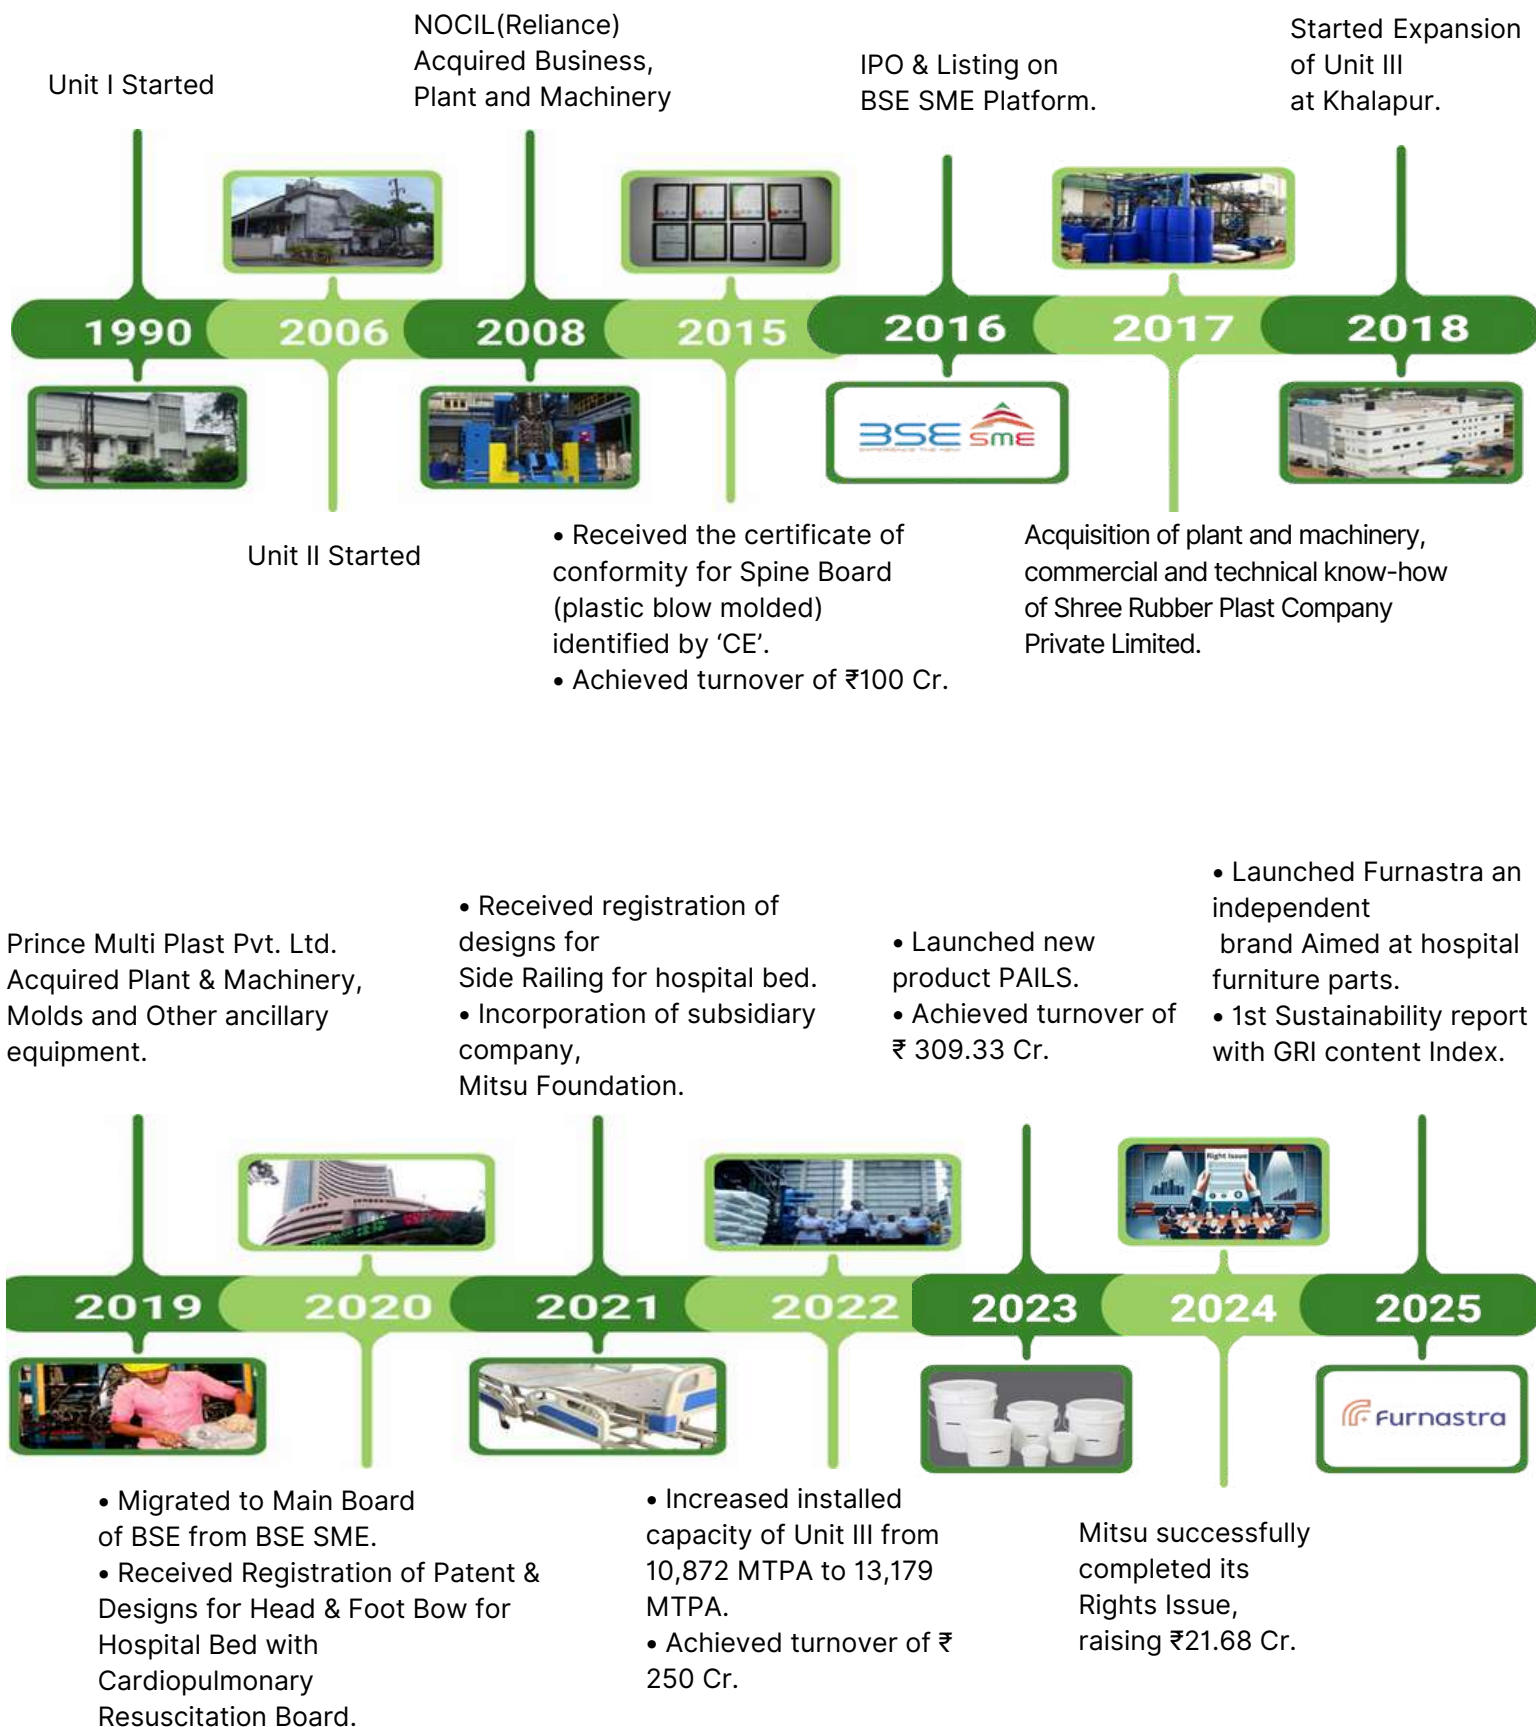 Unit I Started
NOCIL(Reliance)
Acquired Business,
Plant and Machinery
IPO & Listing on
BSE SME Platform.
Started Expansion
of Unit III
at Khalapur.
1990
2006
2008
2015
2016
2017
2018
BSE SME
EXPERIENCE THE NEW
Unit II Started
• Received the certificate of
conformity for Spine Board
(plastic blow molded)
identified by ‘CE’.
• Achieved turnover of ₹100 Cr.
Acquisition of plant and machinery,
commercial and technical know-how
of Shree Rubber Plast Company
Private Limited.
Prince Multi Plast Pvt. Ltd.
Acquired Plant & Machinery,
Molds and Other ancillary
equipment.
• Received registration of
designs for
Side Railing for hospital bed.
• Incorporation of subsidiary
company,
Mitsu Foundation.
• Launched new
product PAILS.
• Achieved turnover of
₹ 309.33 Cr.
• Launched Furnastra an
independent
brand Aimed at hospital
furniture parts.
• 1st Sustainability report
with GRI content Index.
Right Issue
2019
2020
2021
2022
2023
2024
2025
Furnastra
• Migrated to Main Board
of BSE from BSE SME.
• Received Registration of Patent &
Designs for Head & Foot Bow for
Hospital Bed with
Cardiopulmonary
Resuscitation Board.
• Increased installed
capacity of Unit III from
10,872 MTPA to 13,179
MTPA.
• Achieved turnover of ₹
250 Cr.
Mitsu successfully
completed its
Rights Issue,
raising ₹21.68 Cr.